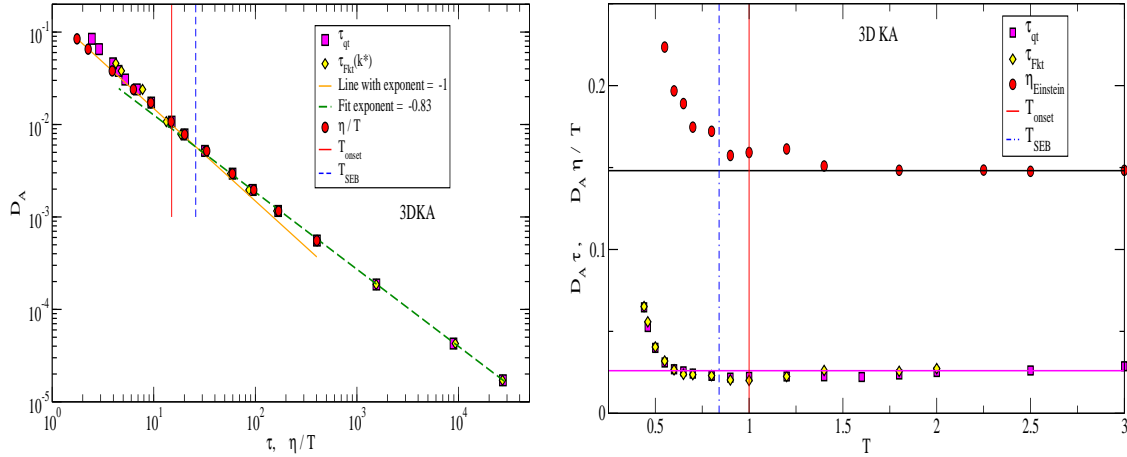 10^-1
10^-2
10^-3
10^-4
10^-5
D_A
10^0 10^1 10^2 10^3 10^4
τ, η/T
τ_qt
τ_Fkt(k*)
Line with exponent = -1
Fit exponent = -0.83
η / T
T_onset
T_SEB
3DKA
3D KA
τ_qt
τ_Fkt
η_Einstein
T_onset
T_SEB
0.2
0.1
0
D_A τ, D_A η / T
0.5 1 1.5 2 2.5 3
T